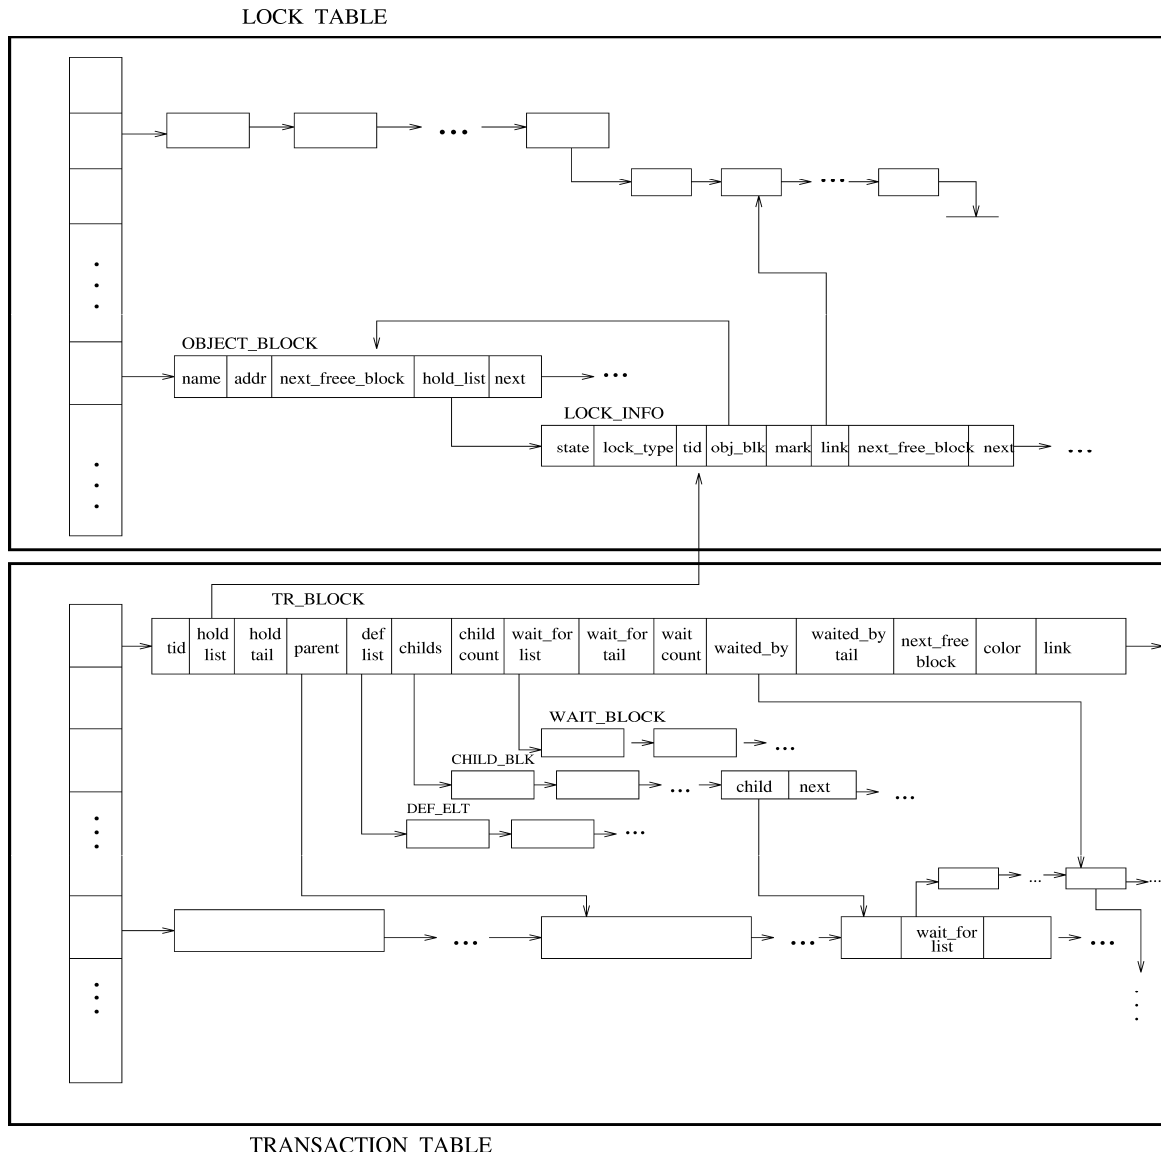 LOCK TABLE
OBJECT_BLOCK
name addr next_freee_block hold_list next
LOCK_INFO
state lock_type tid obj_blk mark link next_free_block next
TR_BLOCK
tid
hold
list
hold
tail
parent
def
list
childs
child
count
wait_for
list
wait_for
tail
wait
count
waited_by
waited_by
tail
next_free
block
color
link
WAIT_BLOCK
CHILD_BLK
child next
DEF_ELT
wait_for
list
TRANSACTION TABLE